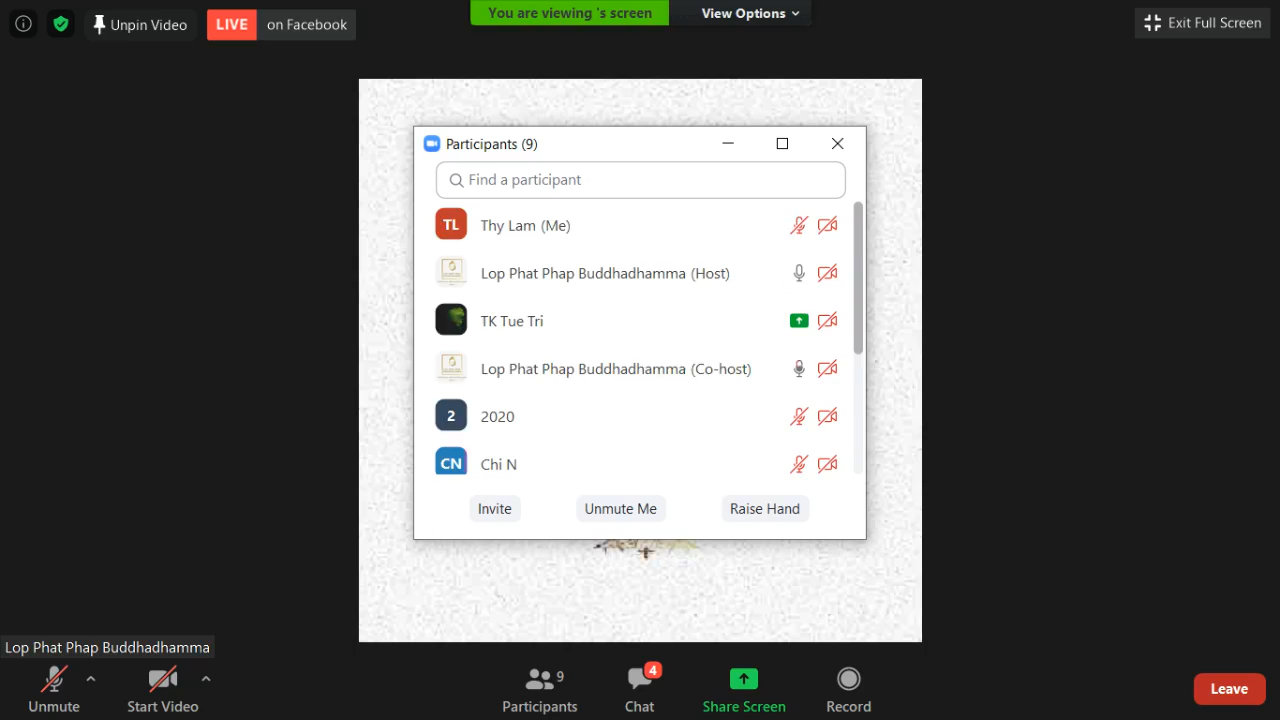 Unpin Video
LIVE on Facebook
You are viewing 's screen
View Options
Exit Full Screen
Participants (9)
Find a participant
TL Thy Lam (Me)
Lop Phat Phap Buddhadhamma (Host)
TK Tue Tri
Lop Phat Phap Buddhadhamma (Co-host)
2 2020
CN Chi N
Invite Unmute Me Raise Hand
Lop Phat Phap Buddhadhamma
9
4
Unmute Start Video Participants Chat Share Screen Record
Leave